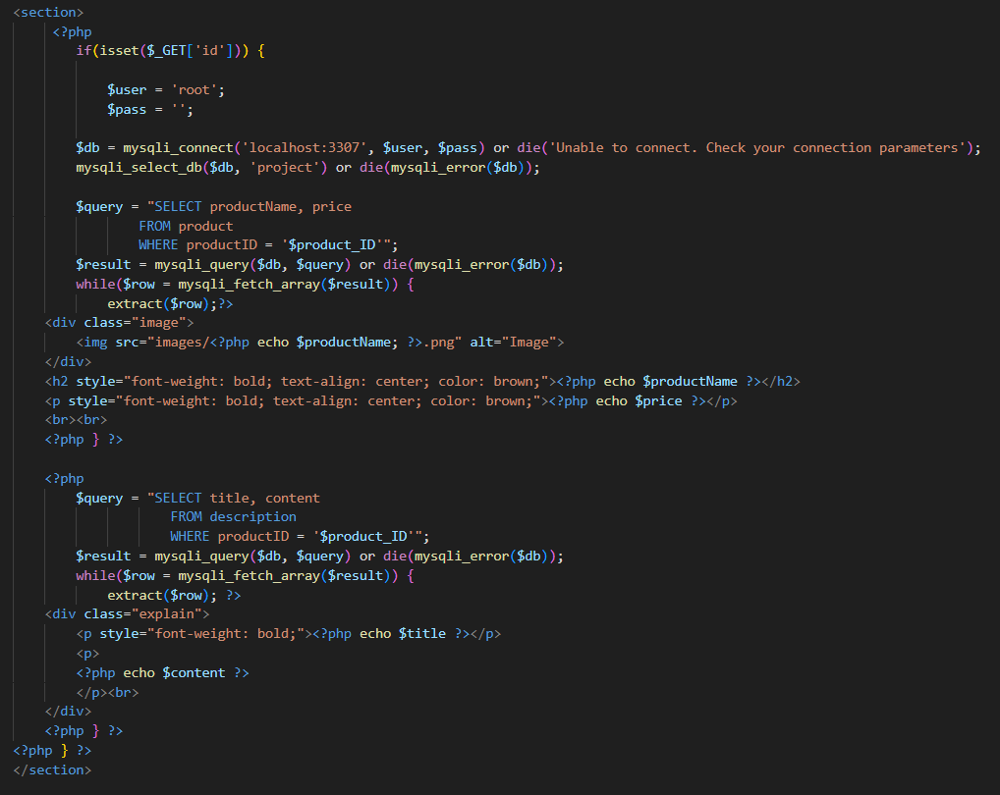 <section>
<?php
if(isset($_GET['id'])) {
$user = 'root';
$pass = '';
$db = mysqli_connect('localhost:3307', $user, $pass) or die('Unable to connect. Check your connection parameters');
mysqli_select_db($db, 'project') or die(mysqli_error($db));
$query = "SELECT productName, price
FROM product
WHERE productID = '$product_ID'";
$result = mysqli_query($db, $query) or die(mysqli_error($db));
while($row = mysqli_fetch_array($result)) {
extract($row);?>
<div class="image">
<img src="images/<?php echo $productName; ?>.png" alt="Image">
</div>
<h2 style="font-weight: bold; text-align: center; color: brown;"><?php echo $productName ?></h2>
<p style="font-weight: bold; text-align: center; color: brown;"><?php echo $price ?></p>
<br><br>
<?php } ?>
<?php
$query = "SELECT title, content
FROM description
WHERE productID = '$product_ID'";
$result = mysqli_query($db, $query) or die(mysqli_error($db));
while($row = mysqli_fetch_array($result)) {
extract($row); ?>
<div class="explain">
<p style="font-weight: bold;"><?php echo $title ?></p>
<p>
<?php echo $content ?>
</p><br>
</div>
<?php } ?>
<?php } ?>
</section>